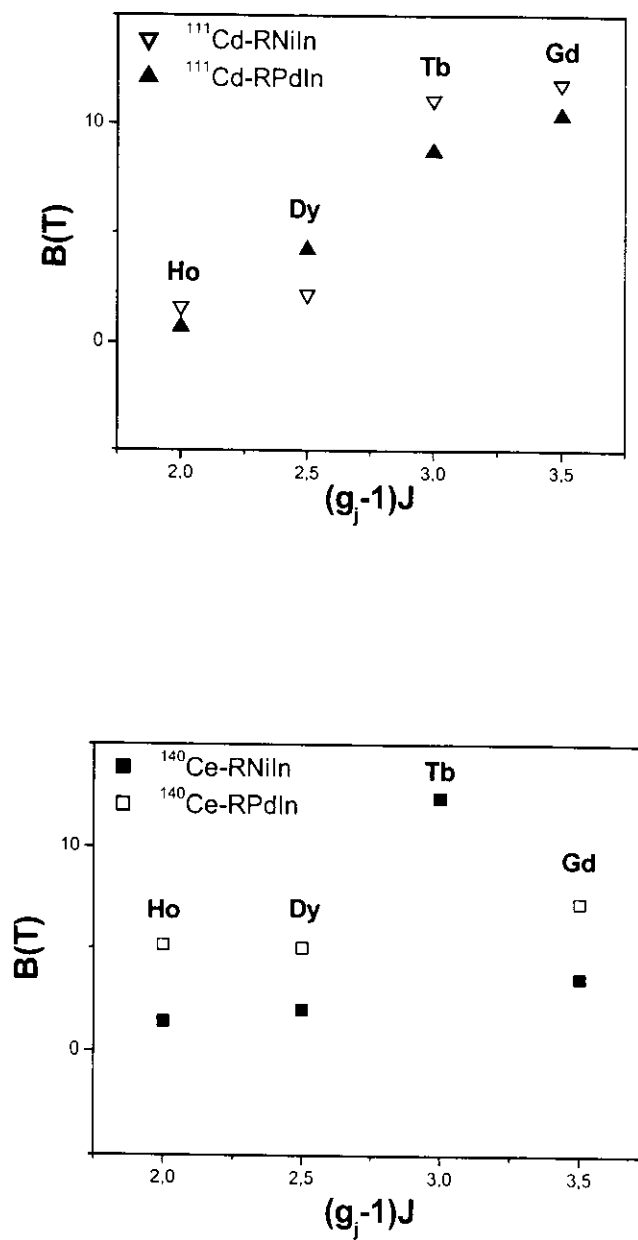 ¹¹¹Cd-RNiIn
¹¹¹Cd-RPdIn
Tb
Gd
Dy
Ho
10
0
B(T)
2,0
2,5
3,0
3,5
(gⱼ-1)J
¹⁴⁰Ce-RNiIn
¹⁴⁰Ce-RPdIn
Tb
Gd
Ho
Dy
10
0
B(T)
2,0
2,5
3,0
3,5
(gⱼ-1)J